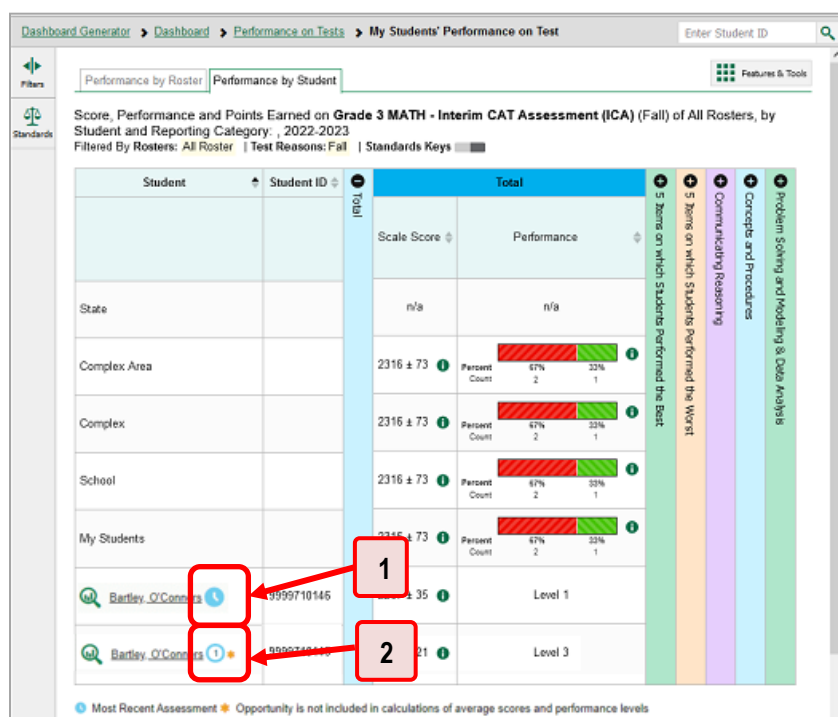 Dashboard Generator > Dashboard > Performance on Tests > My Students' Performance on Test
Enter Student ID
Filters
Standards
Performance by Roster
Performance by Student
Features & Tools
Score, Performance and Points Earned on Grade 3 MATH - Interim CAT Assessment (ICA) (Fall) of All Rosters, by
Student and Reporting Category: , 2022-2023
Filtered By Rosters: All Roster | Test Reasons: Fall | Standards Keys
Student
Student ID
Total
Total
Scale Score
Performance
5 Items on which Students Performed the Best
5 Items on which Students Performed the Worst
Communicating Reasoning
Concepts and Procedures
Problem Solving and Modeling & Data Analysis
State n/a n/a
Complex Area 2316 ± 73 Percent 67% 33%
Count 2 1
Complex 2316 ± 73 Percent 67% 33%
Count 2 1
School 2316 ± 73 Percent 67% 33%
Count 2 1
My Students ± 73 Percent 67% 33%
Count 2 1
1
Bartley, O'Conners 9999710146 ± 35 Level 1
2
Bartley, O'Conners 1 * 21 Level 3
Most Recent Assessment * Opportunity is not included in calculations of average scores and performance levels